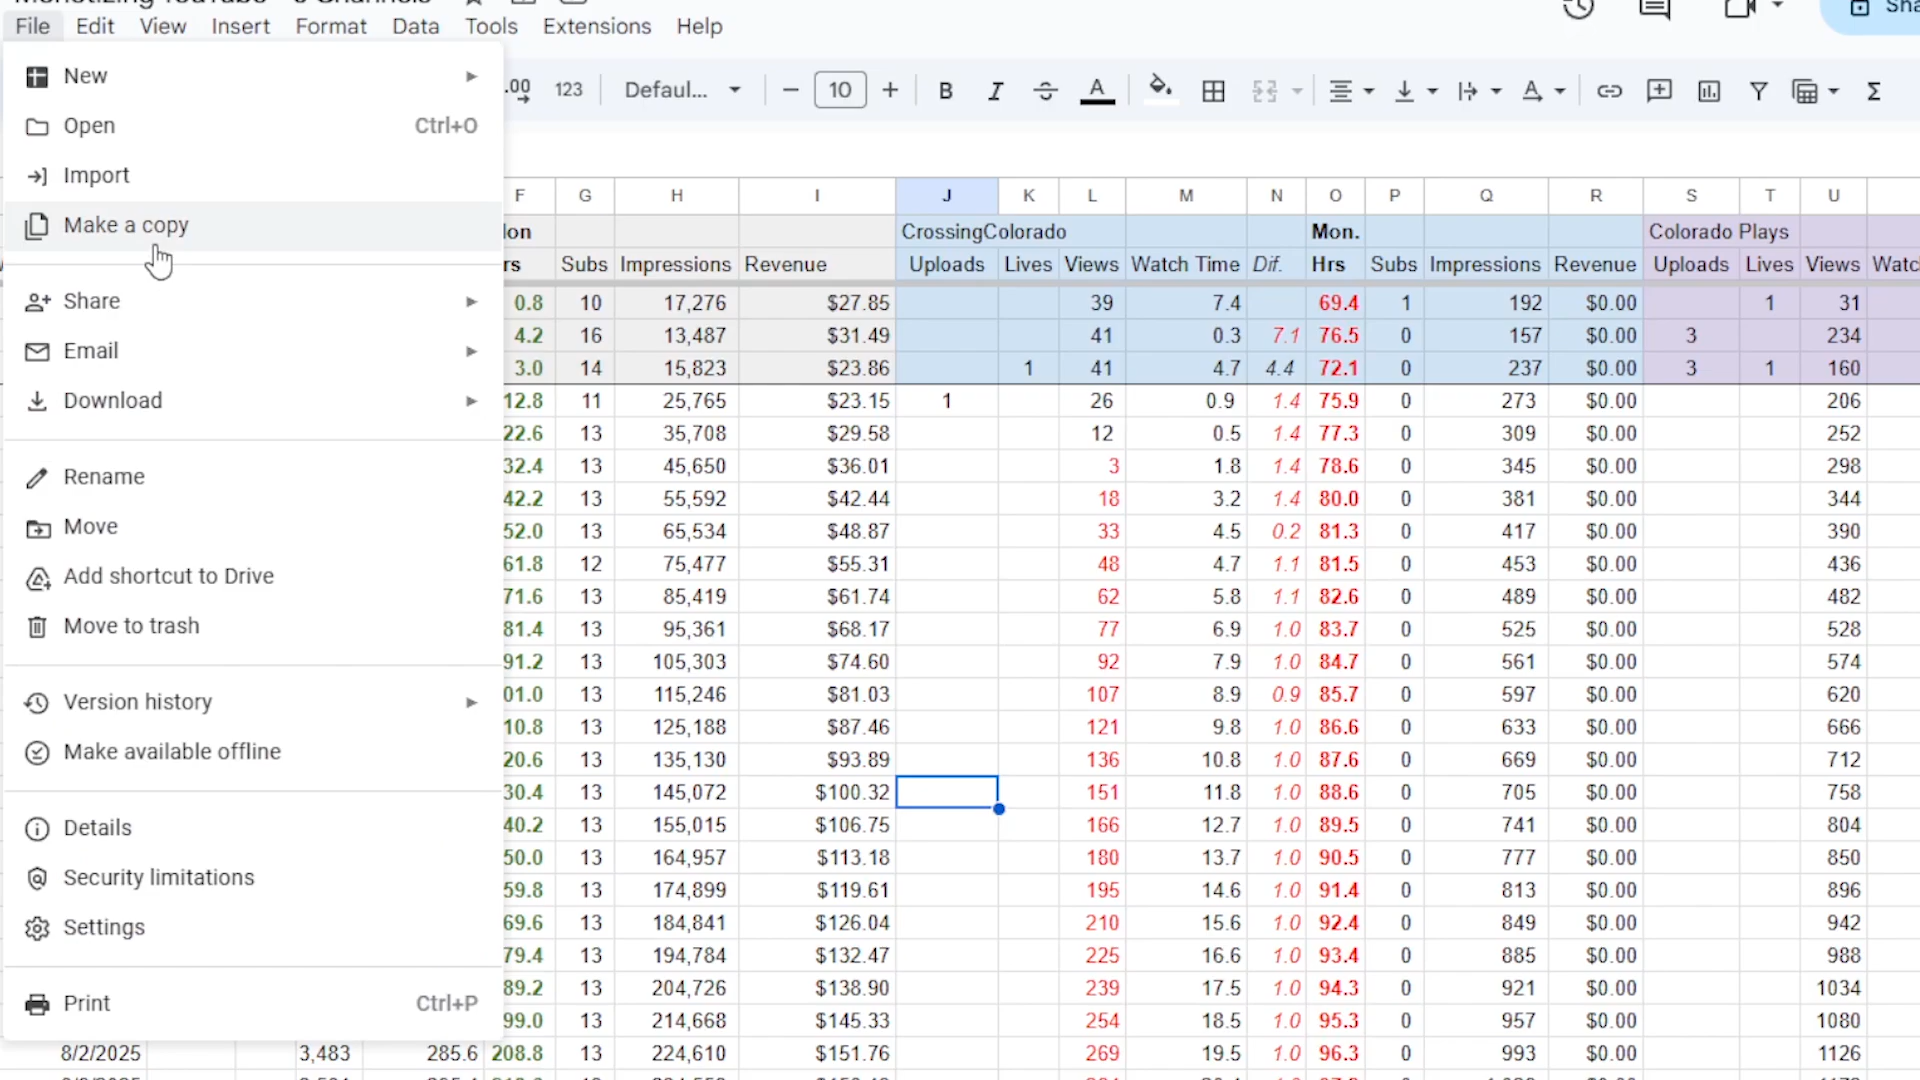 File Edit View Insert Format Data Tools Extensions Help
New
Open Ctrl+O
Import
Make a copy
Share
Email
Download
Rename
Move
Add shortcut to Drive
Move to trash
Version history
Make available offline
Details
Security limitations
Settings
Print Ctrl+P
.00 123 Defaul... 10 B I A
F G H I J K L M N O P Q R S T U
CrossingColorado Mon. Colorado Plays
Subs Impressions Revenue Uploads Lives Views Watch Time Dif. Hrs Subs Impressions Revenue Uploads Lives Views
0.8 10 17,276 $27.85 39 7.4 69.4 1 192 $0.00 1 31
4.2 16 13,487 $31.49 41 0.3 7.1 76.5 0 157 $0.00 3 234
3.0 14 15,823 $23.86 1 41 4.7 4.4 72.1 0 237 $0.00 3 1 160
12.8 11 25,765 $23.15 1 26 0.9 1.4 75.9 0 273 $0.00 206
22.6 13 35,708 $29.58 12 0.5 1.4 77.3 0 309 $0.00 252
32.4 13 45,650 $36.01 3 1.8 1.4 78.6 0 345 $0.00 298
42.2 13 55,592 $42.44 18 3.2 1.4 80.0 0 381 $0.00 344
52.0 13 65,534 $48.87 33 4.5 0.2 81.3 0 417 $0.00 390
61.8 12 75,477 $55.31 48 4.7 1.1 81.5 0 453 $0.00 436
71.6 13 85,419 $61.74 62 5.8 1.1 82.6 0 489 $0.00 482
81.4 13 95,361 $68.17 77 6.9 1.0 83.7 0 525 $0.00 528
91.2 13 105,303 $74.60 92 7.9 1.0 84.7 0 561 $0.00 574
01.0 13 115,246 $81.03 107 8.9 0.9 85.7 0 597 $0.00 620
10.8 13 125,188 $87.46 121 9.8 1.0 86.6 0 633 $0.00 666
20.6 13 135,130 $93.89 136 10.8 1.0 87.6 0 669 $0.00 712
30.4 13 145,072 $100.32 151 11.8 1.0 88.6 0 705 $0.00 758
40.2 13 155,015 $106.75 166 12.7 1.0 89.5 0 741 $0.00 804
50.0 13 164,957 $113.18 180 13.7 1.0 90.5 0 777 $0.00 850
59.8 13 174,899 $119.61 195 14.6 1.0 91.4 0 813 $0.00 896
69.6 13 184,841 $126.04 210 15.6 1.0 92.4 0 849 $0.00 942
79.4 13 194,784 $132.47 225 16.6 1.0 93.4 0 885 $0.00 988
89.2 13 204,726 $138.90 239 17.5 1.0 94.3 0 921 $0.00 1034
99.0 13 214,668 $145.33 254 18.5 1.0 95.3 0 957 $0.00 1080
8/2/2025 3,483 285.6 208.8 13 224,610 $151.76 269 19.5 1.0 96.3 0 993 $0.00 1126